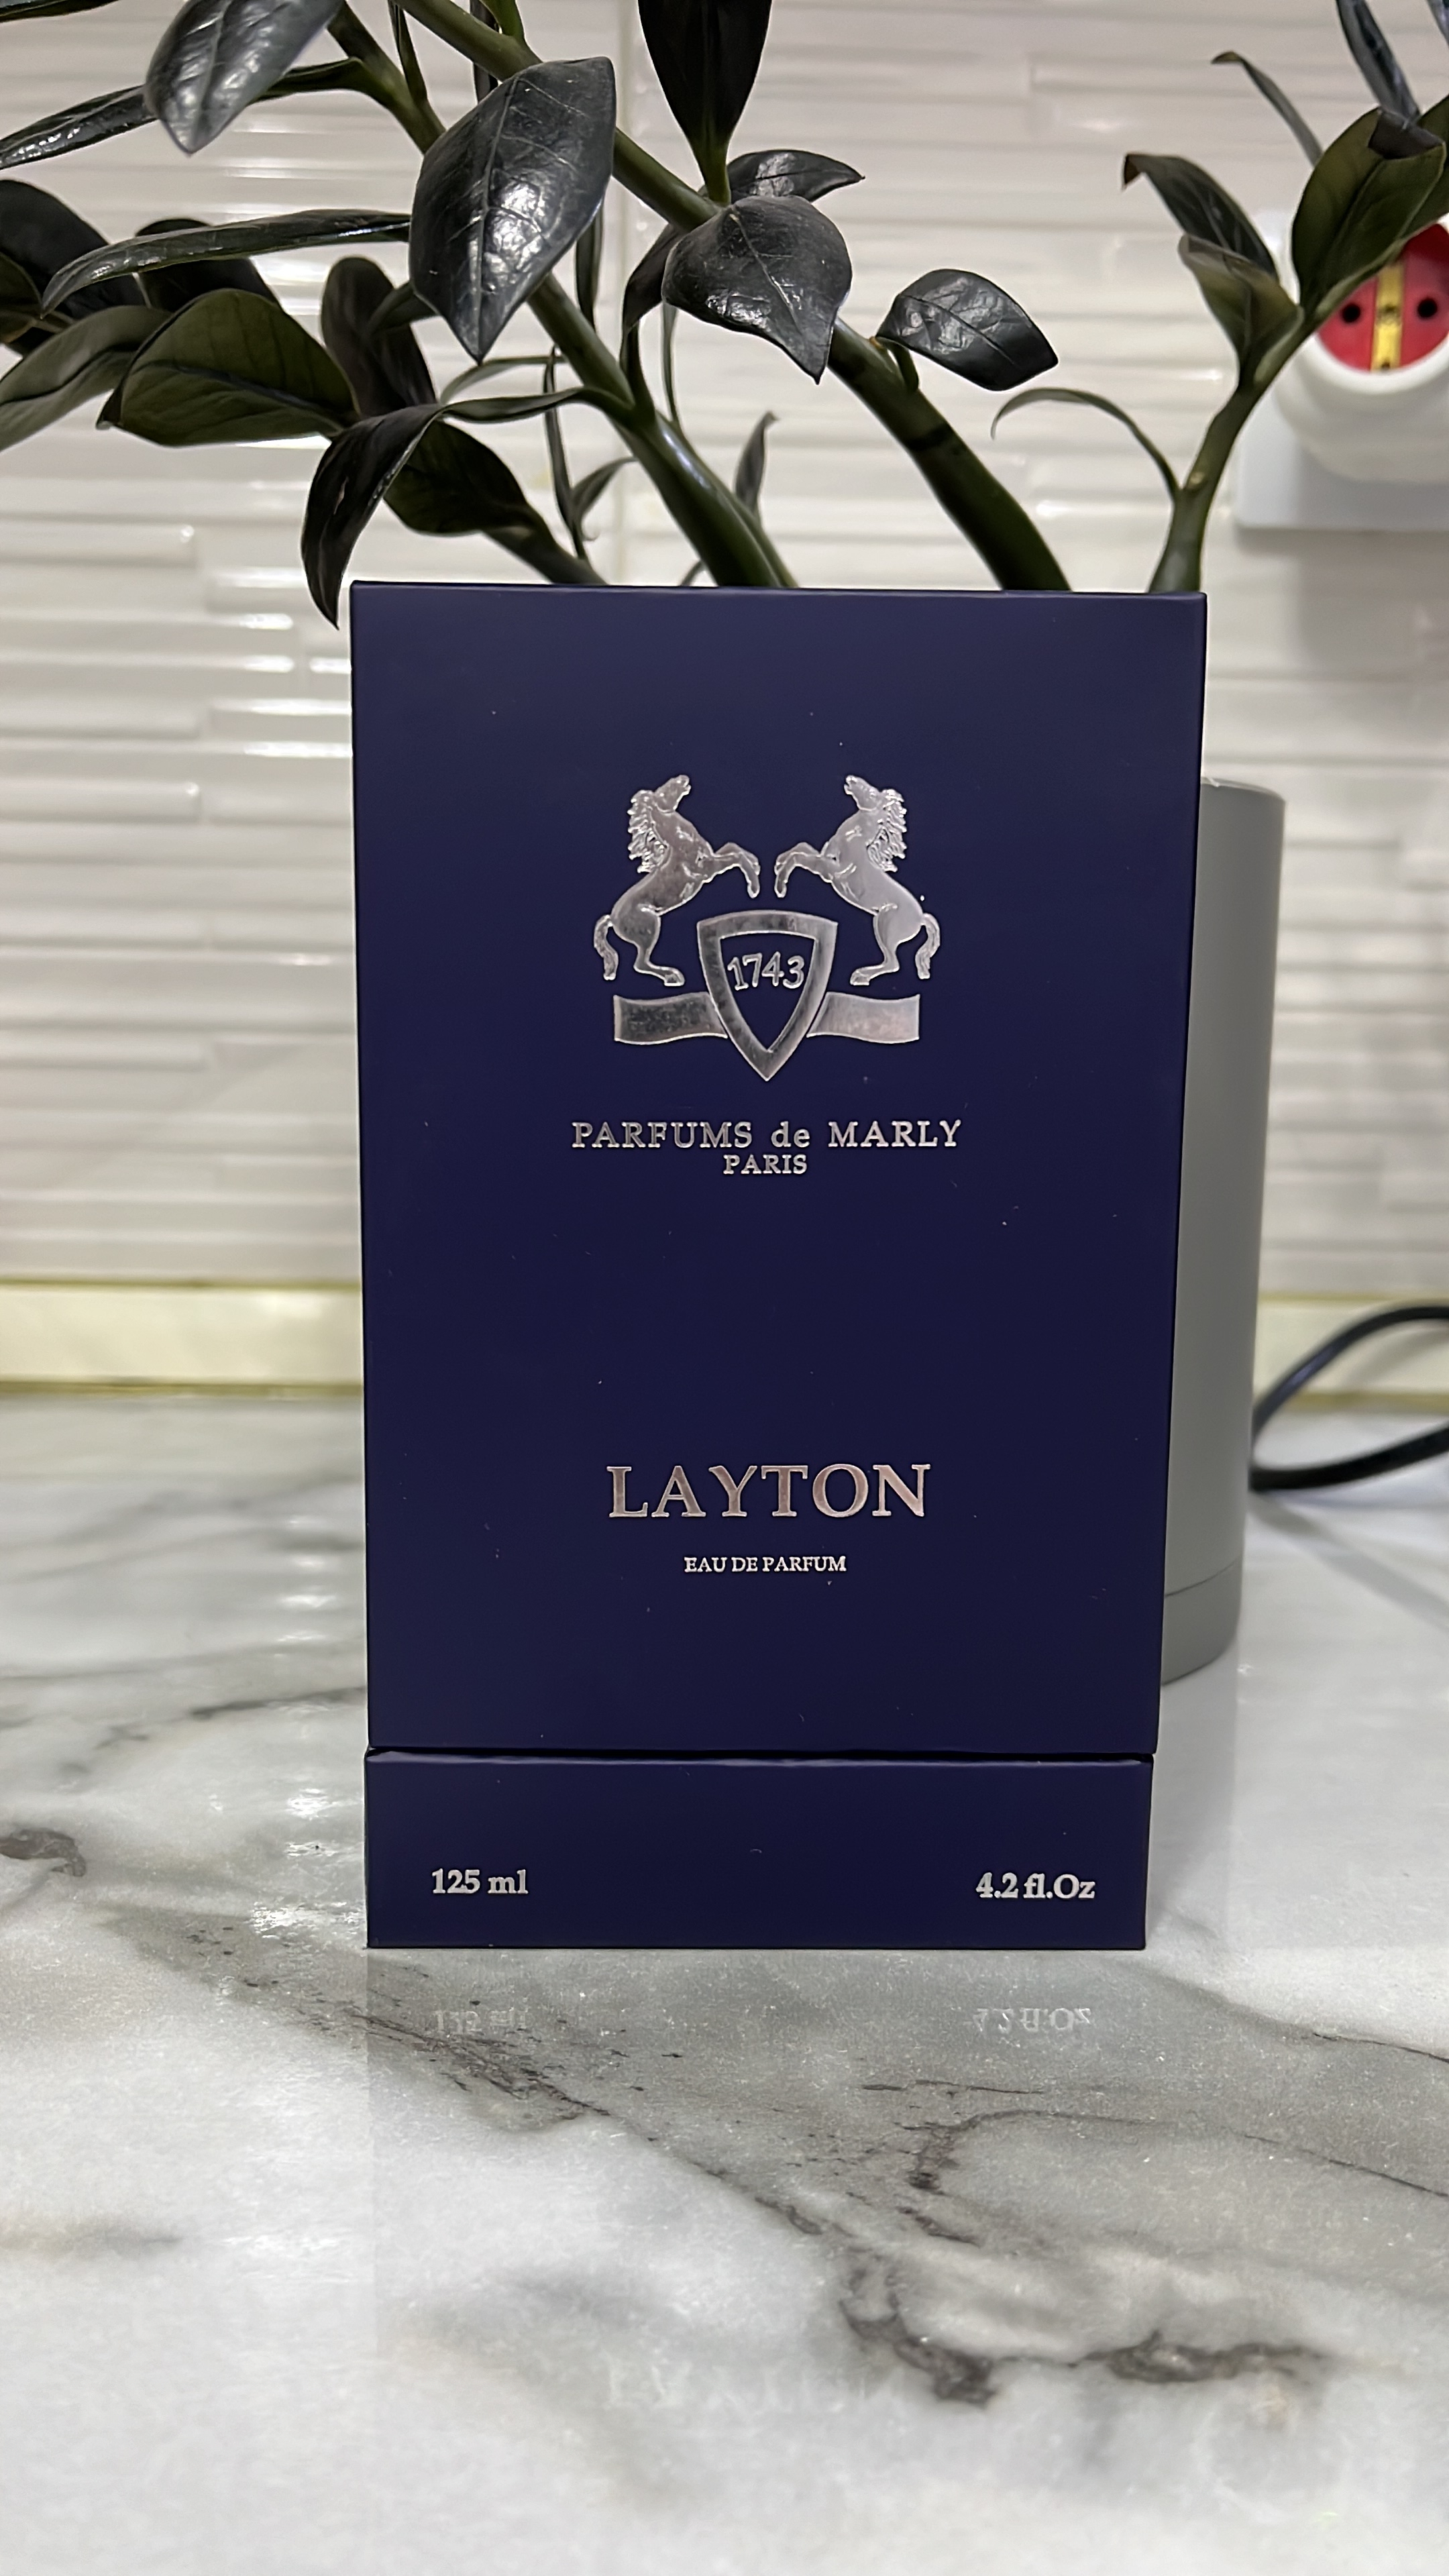 1743
PARFUMS de MARLY
PARIS
LAYTON
EAU DE PARFUM
125 ml
4.2 fl.Oz